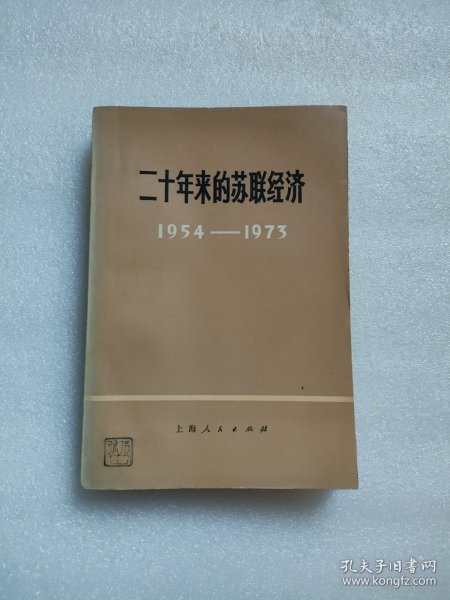 二十年来的苏联经济
1954—1973
上海人民出版社
孔夫子旧书网
www.kongfz.com